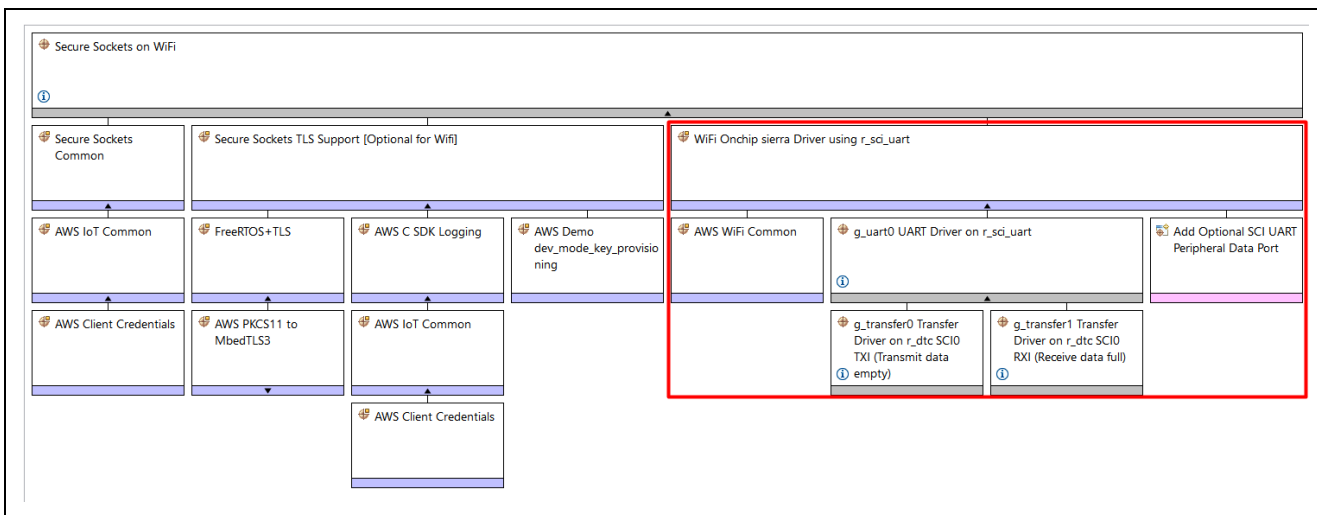 Secure Sockets on WiFi
Secure Sockets
Common
Secure Sockets TLS Support [Optional for Wifi]
WiFi Onchip sierra Driver using r_sci_uart
AWS IoT Common
FreeRTOS+TLS
AWS C SDK Logging
AWS Demo
dev_mode_key_provisio
ning
AWS WiFi Common
g_uart0 UART Driver on r_sci_uart
Add Optional SCI UART
Peripheral Data Port
AWS Client Credentials
AWS PKCS11 to
MbedTLS3
AWS IoT Common
g_transfer0 Transfer
Driver on r_dtc SCI0
TXI (Transmit data
empty)
g_transfer1 Transfer
Driver on r_dtc SCI0
RXI (Receive data full)
AWS Client Credentials